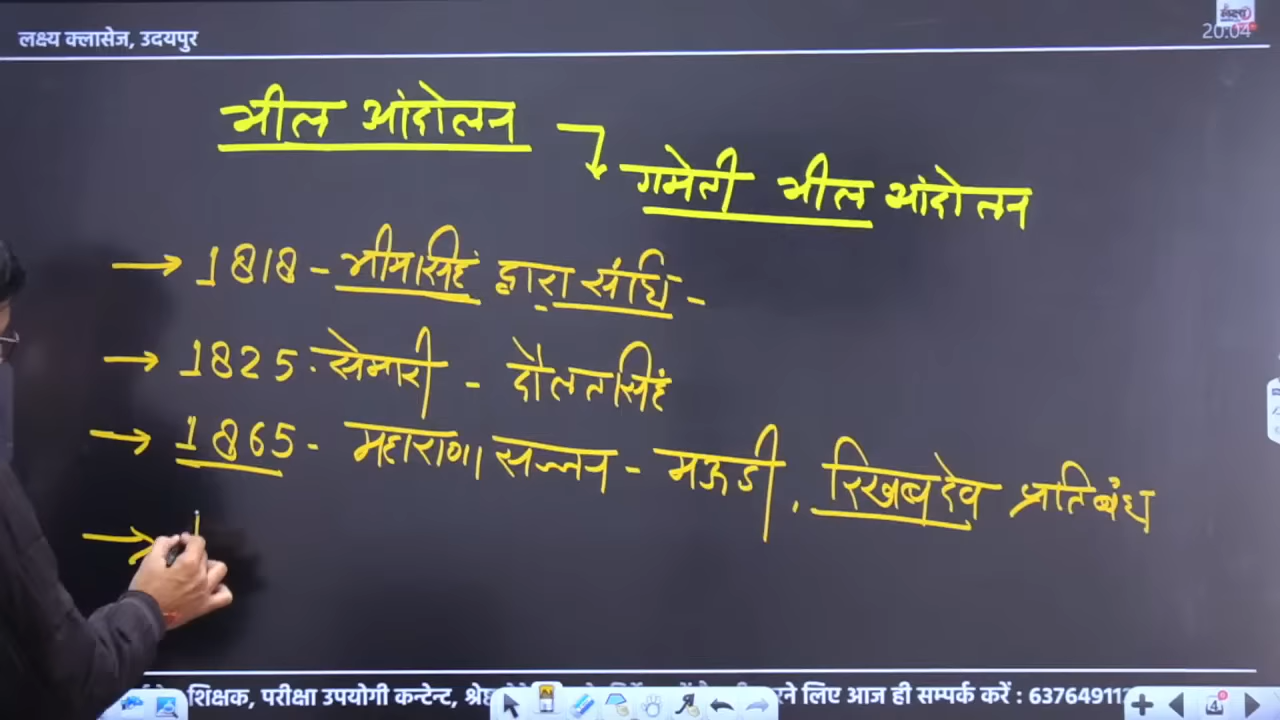 लक्ष्य क्लासेज, उदयपुर
20:04
भील आंदोलन
गमेती भील आंदोलन
→ 1818 - भीमसिंह द्वारा संधि -
→ 1825. सेमारी - दौलतसिंह
→ 1865 - महाराणा सज्जन - मऊडी, रिखबदेव प्रतिबंध
→
शिक्षक, परीक्षा उपयोगी कन्टेन्ट,
लिए आज ही सम्पर्क करें : 63764911
4